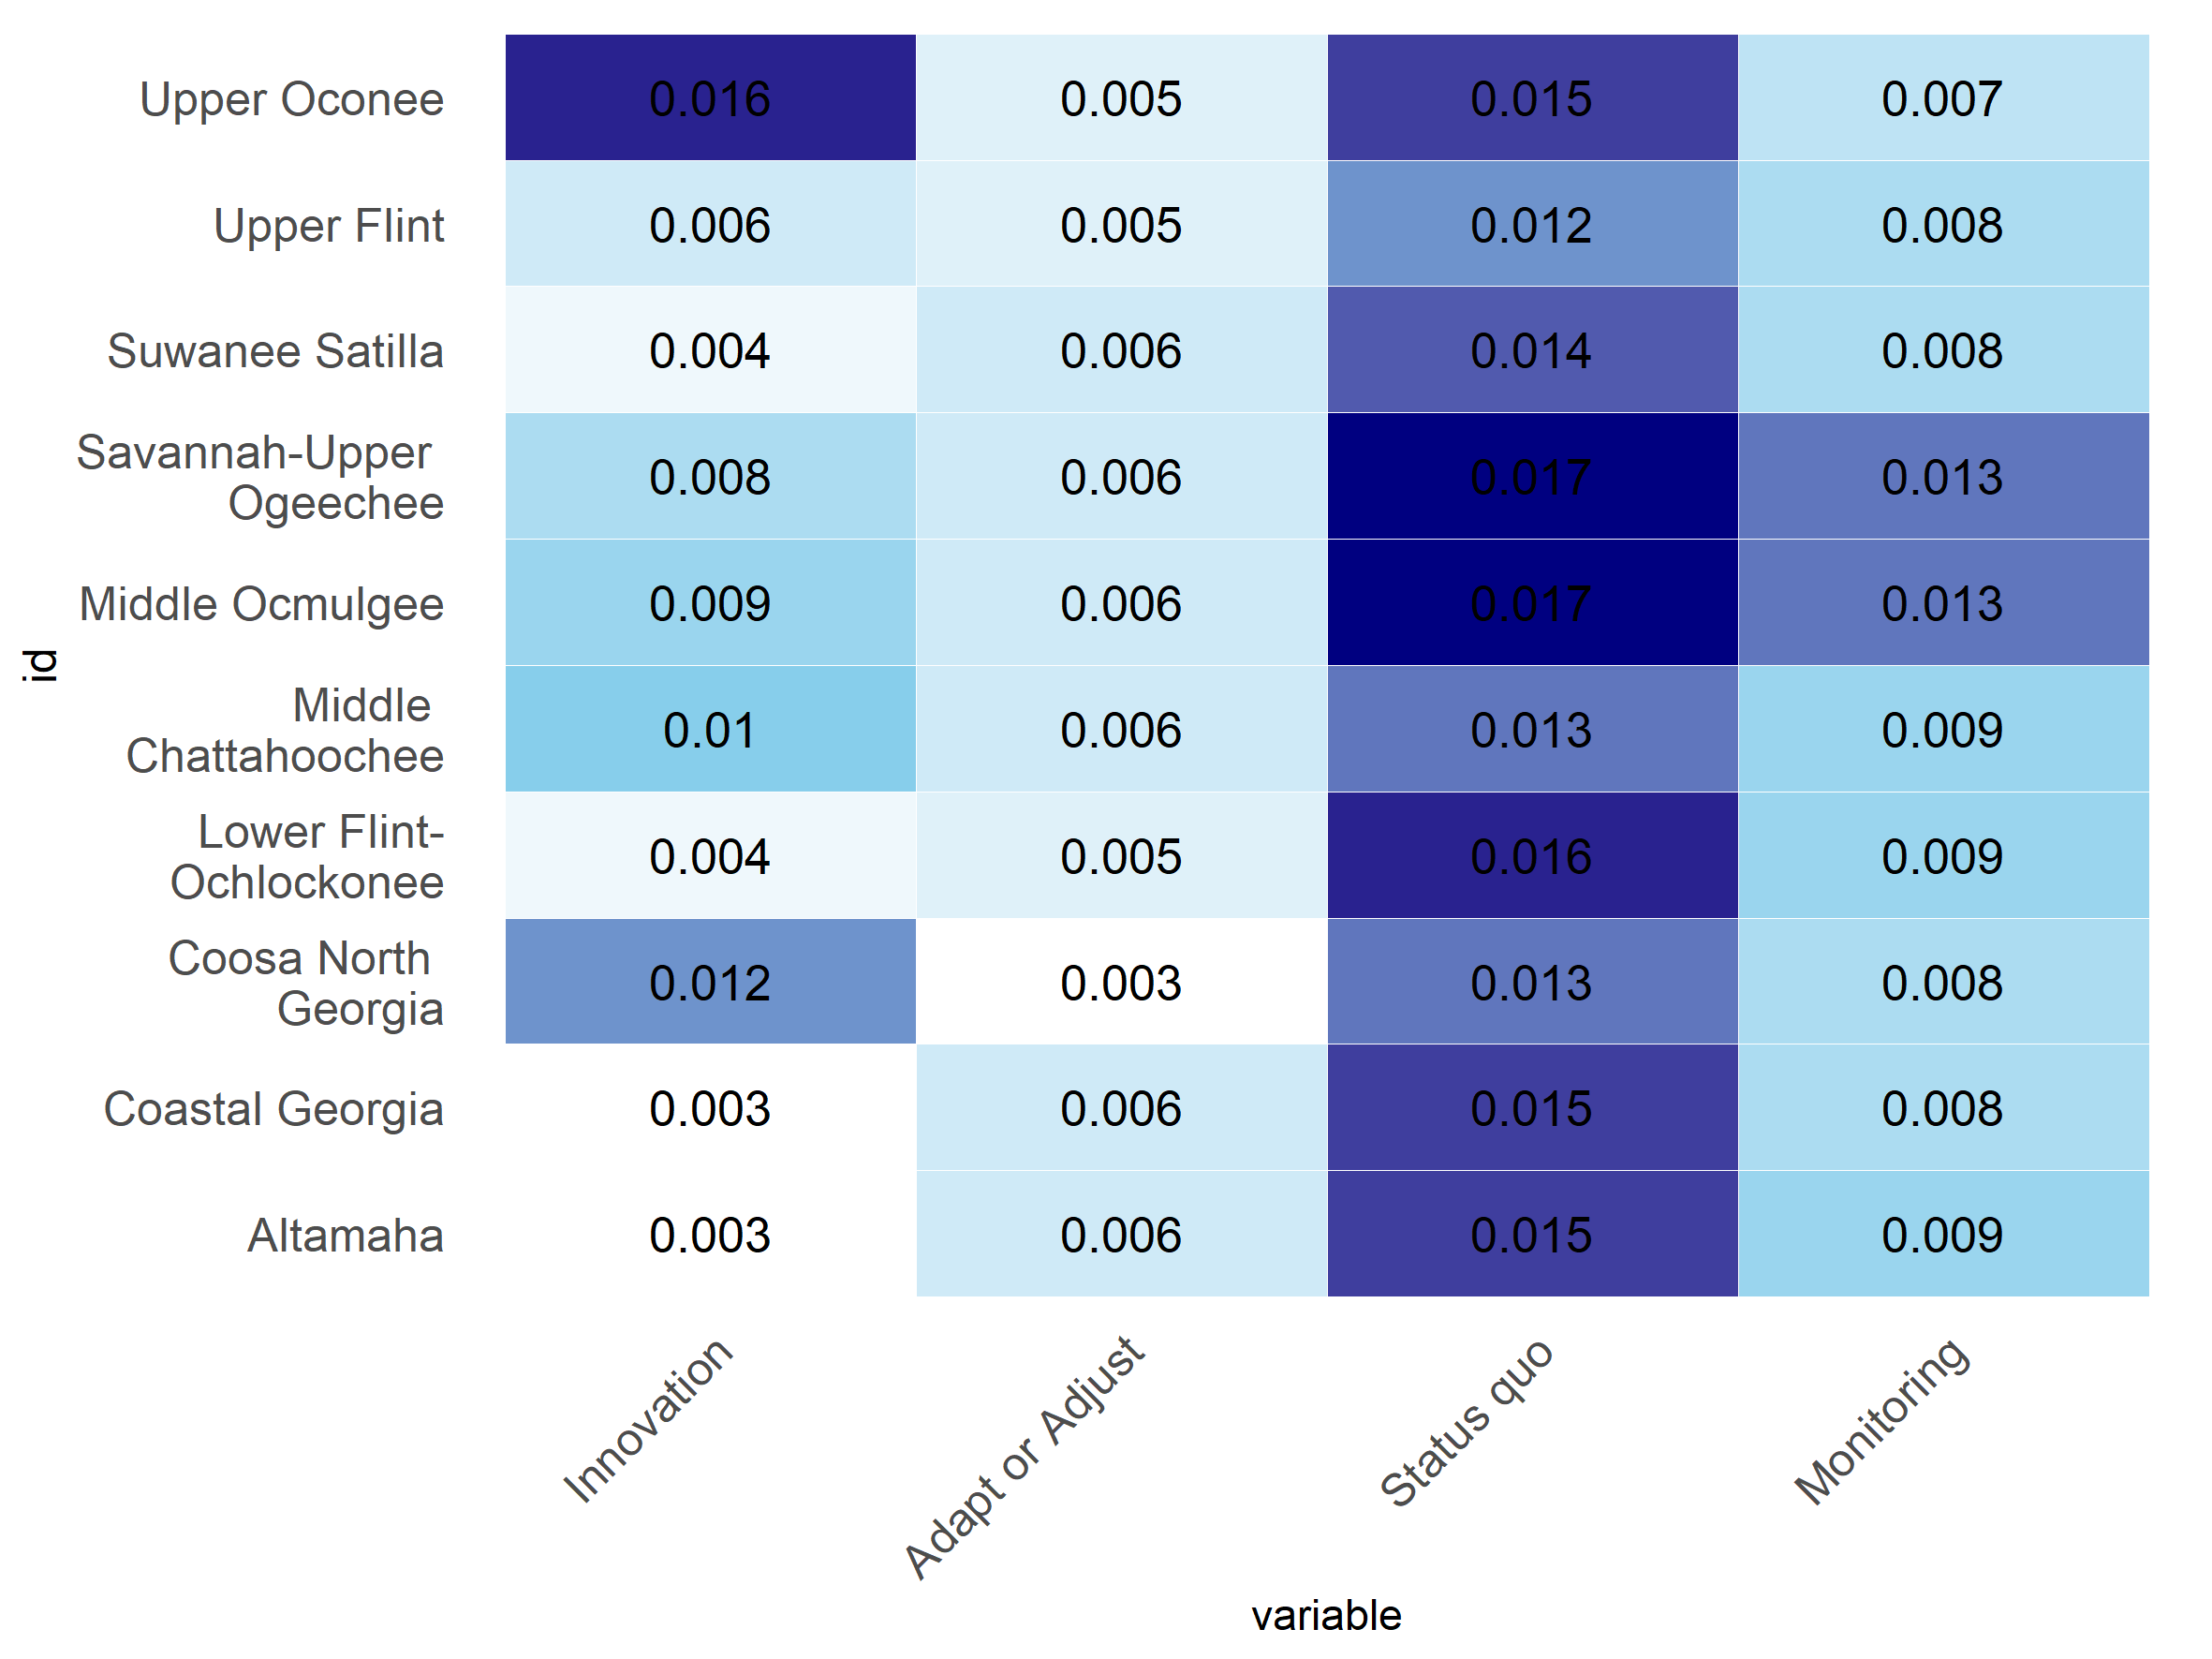 Upper Oconee 0.016 0.005 0.015 0.007
Upper Flint 0.006 0.005 0.012 0.008
Suwanee Satilla 0.004 0.006 0.014 0.008
Savannah-Upper
Ogeechee 0.008 0.006 0.017 0.013
Middle Ocmulgee 0.009 0.006 0.017 0.013
Middle
Chattahoochee 0.01 0.006 0.013 0.009
Lower Flint-
Ochlockonee 0.004 0.005 0.016 0.009
Coosa North
Georgia 0.012 0.003 0.013 0.008
Coastal Georgia 0.003 0.006 0.015 0.008
Altamaha 0.003 0.006 0.015 0.009
id
Innovation
Adapt or Adjust
Status quo
Monitoring
variable